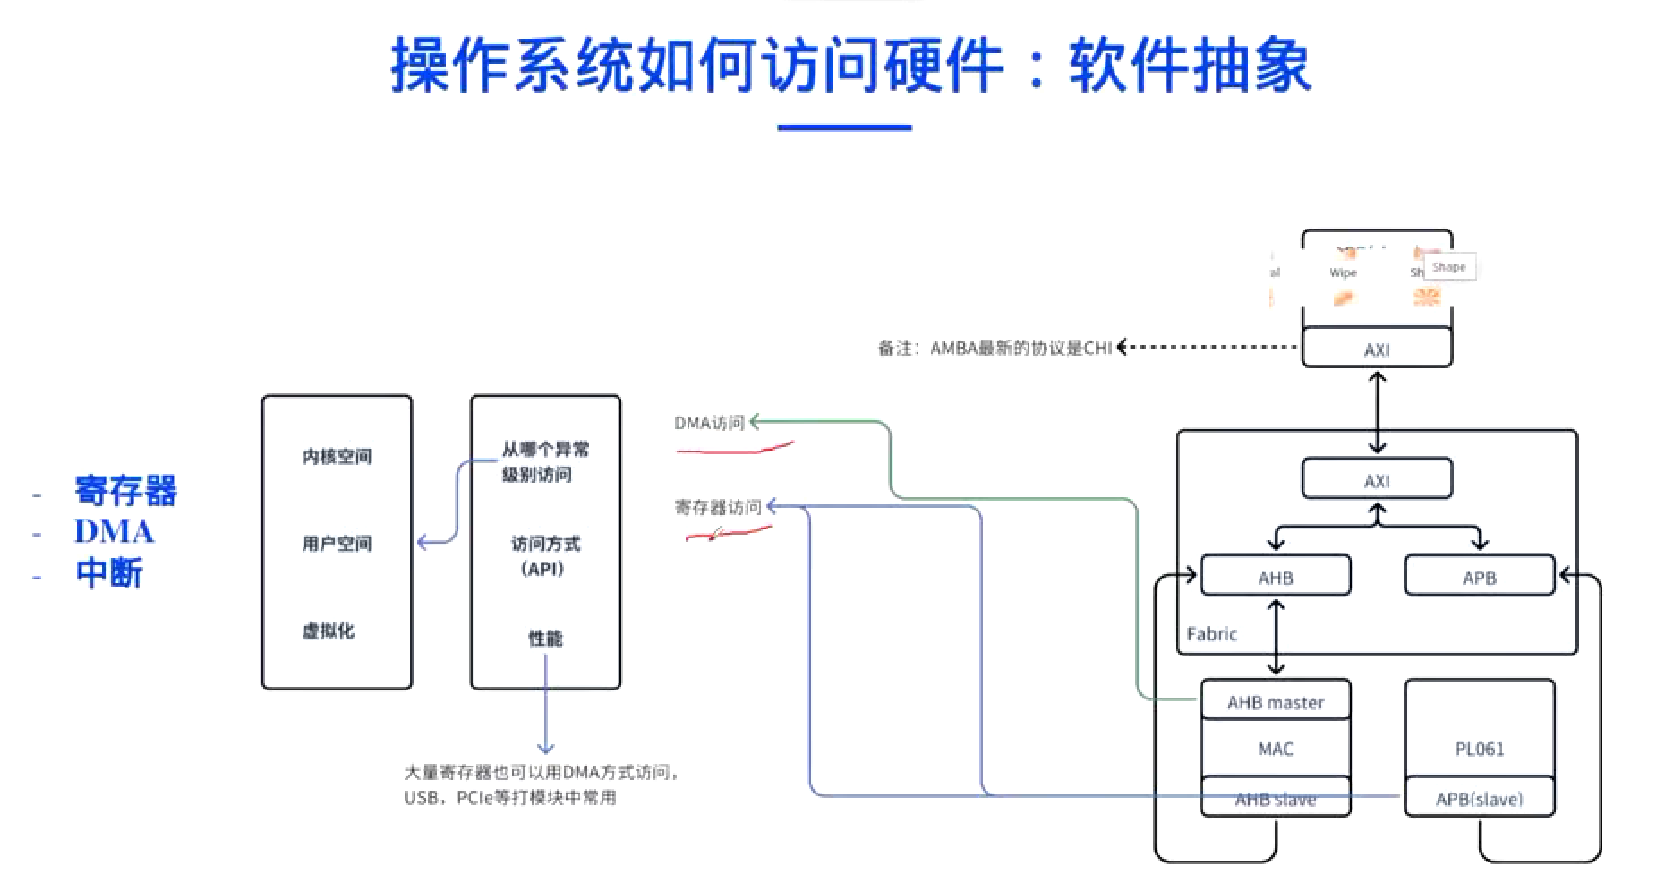 操作系统如何访问硬件：软件抽象
al
Wipe
Sh
Shape
备注：AMBA最新的协议是CHI
AXI
- 寄存器
- DMA
- 中断
内核空间
用户空间
虚拟化
从哪个异常
级别访问
访问方式
(API)
性能
大量寄存器也可以用DMA方式访问，
USB，PCIe等打模块中常用
DMA访问
寄存器访问
AXI
AHB
APB
Fabric
AHB master
MAC
AHB slave
PL061
APB(slave)